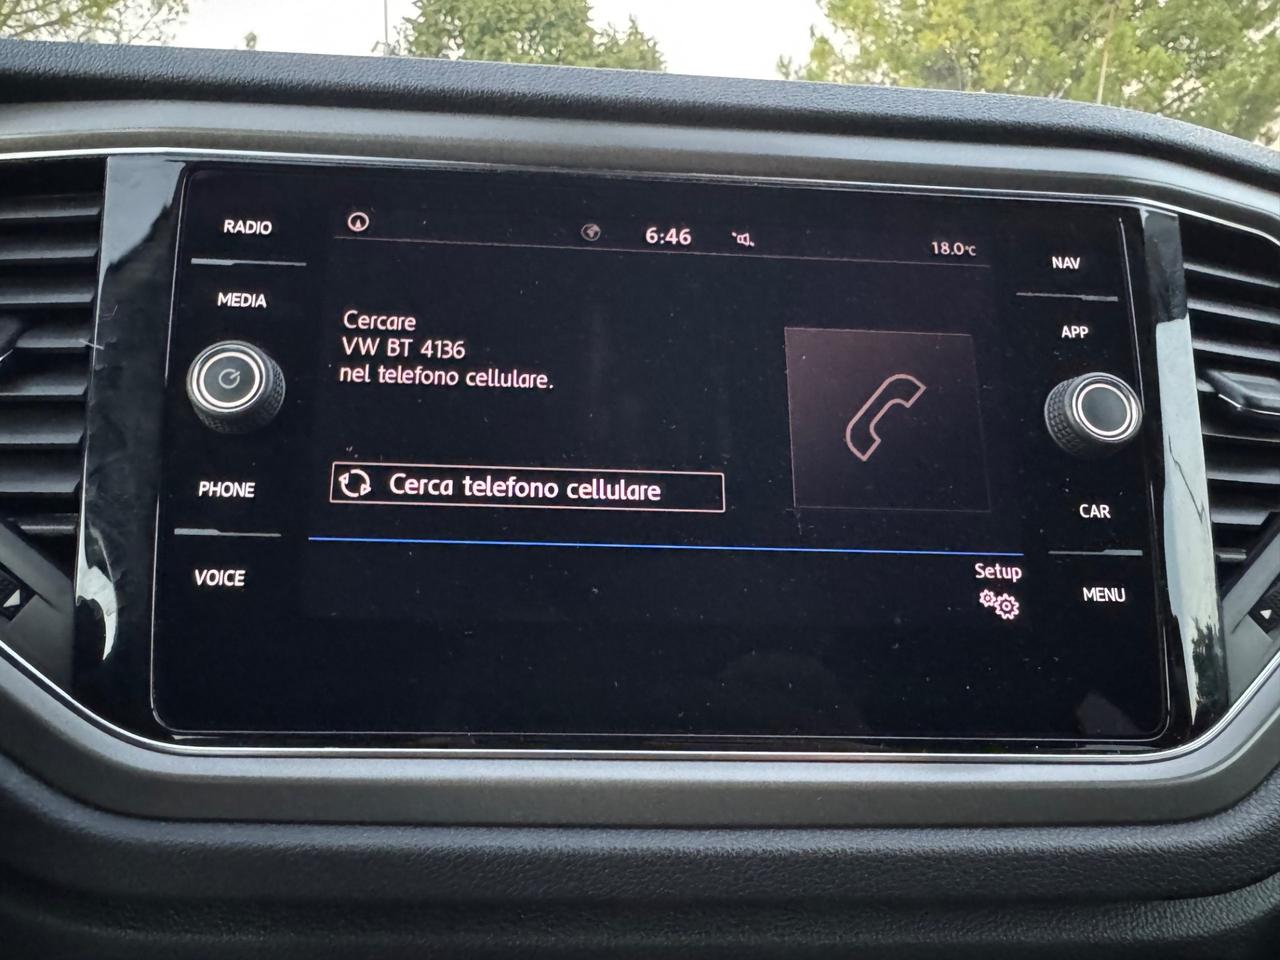 RADIO
6:46
18.0°C
NAV
MEDIA
APP
Cercare
VW BT 4136
nel telefono cellulare.
PHONE
Cerca telefono cellulare
CAR
VOICE
Setup
MENU